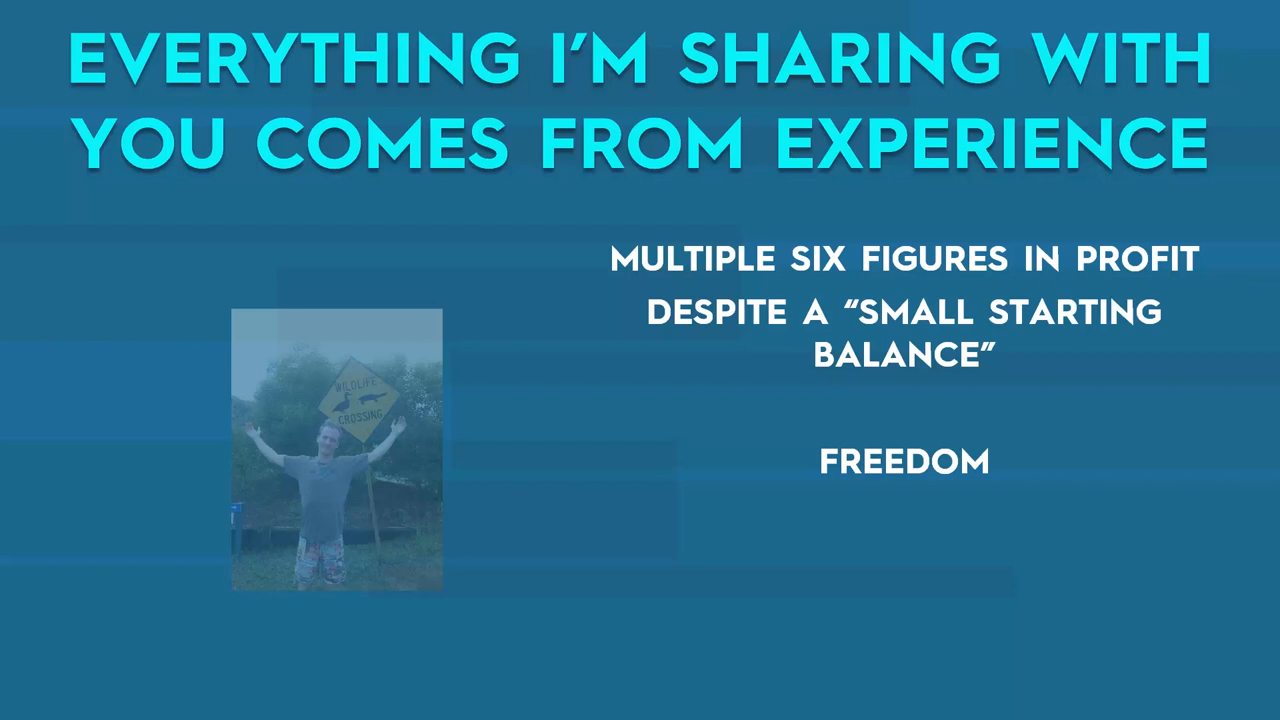 EVERYTHING I'M SHARING WITH
YOU COMES FROM EXPERIENCE
MULTIPLE SIX FIGURES IN PROFIT
DESPITE A “SMALL STARTING
BALANCE”
FREEDOM
WILDLIFE
CROSSING